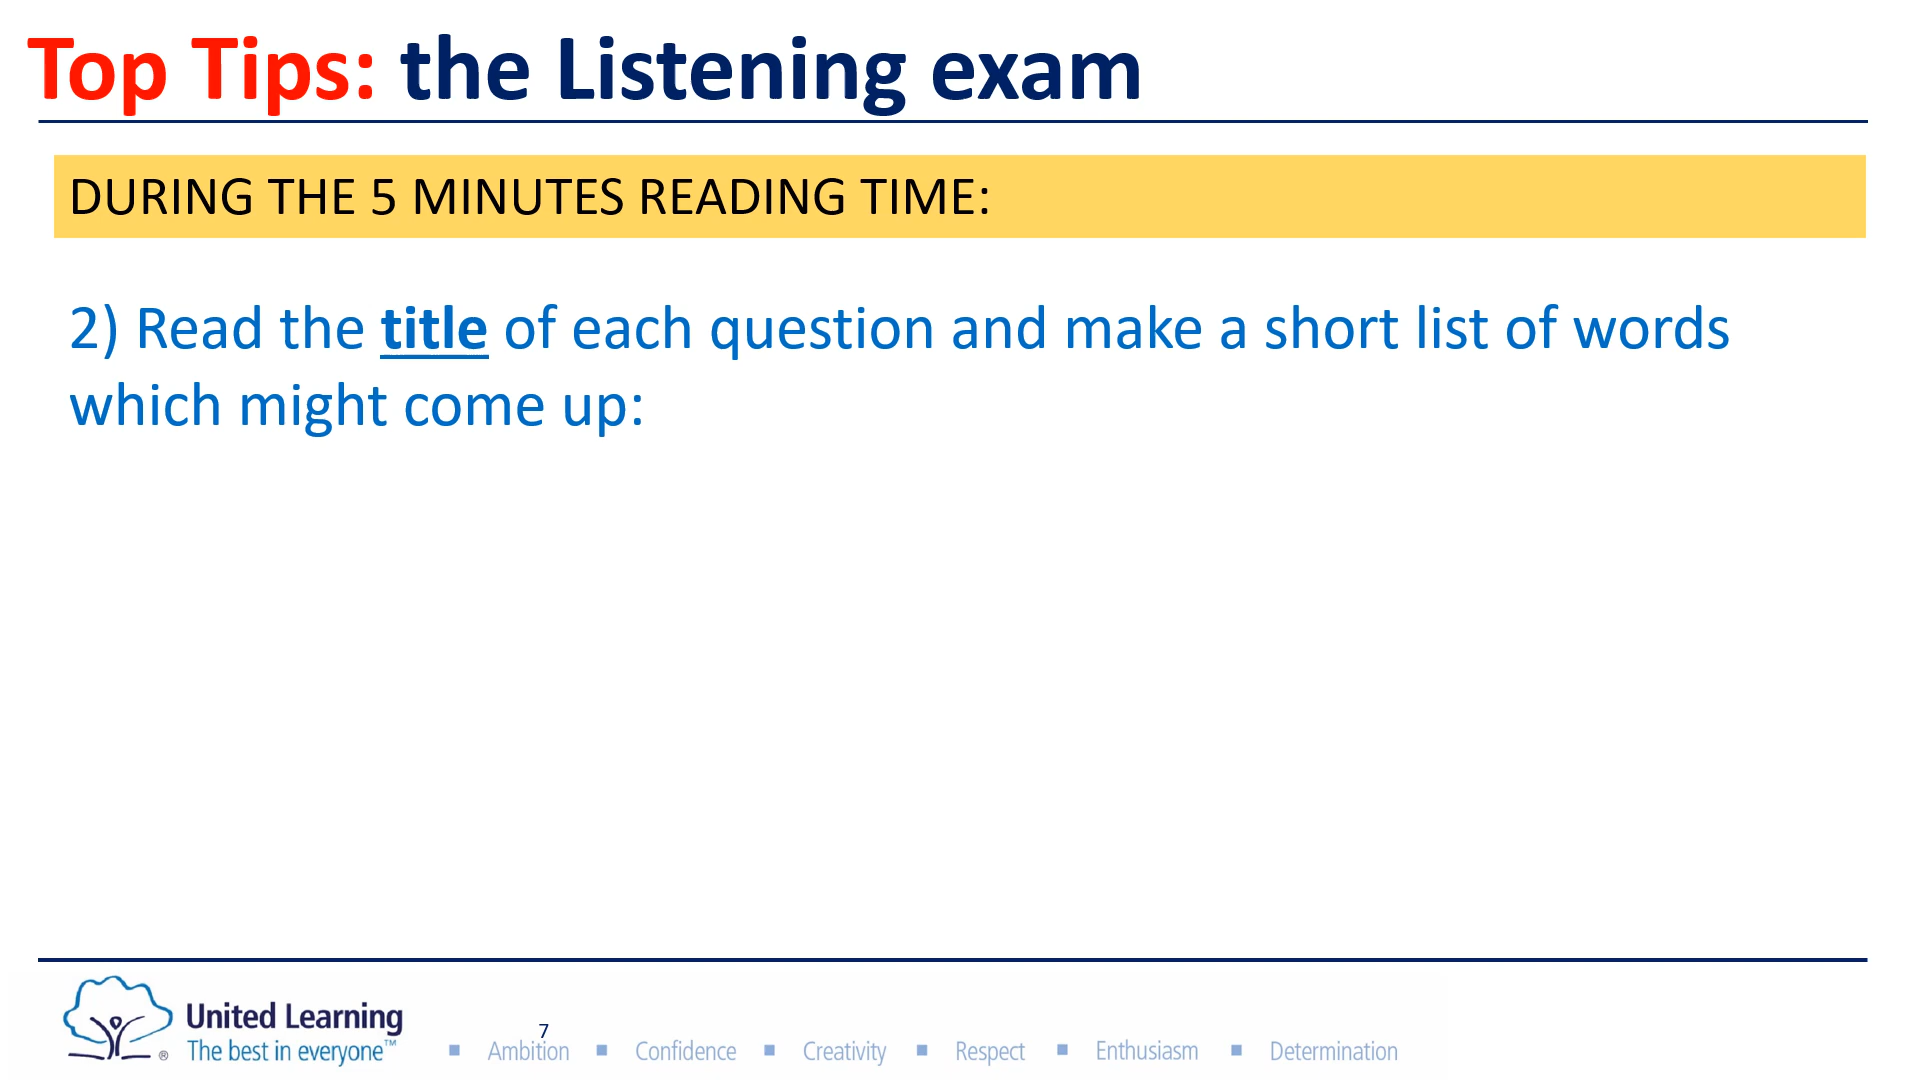 Top Tips: the Listening exam
DURING THE 5 MINUTES READING TIME:
2) Read the title of each question and make a short list of words
which might come up:
United Learning
The best in everyone™
®
7
▪ Ambition ▪ Confidence ▪ Creativity ▪ Respect ▪ Enthusiasm ▪ Determination